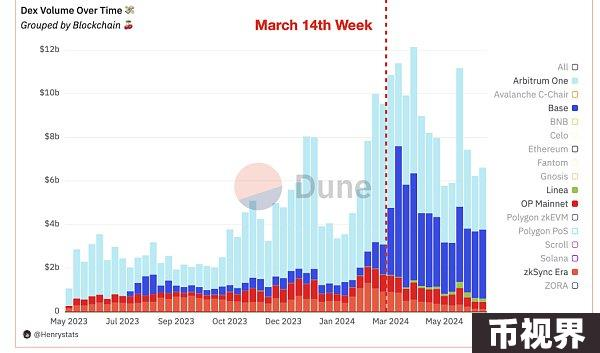 Dex Volume Over Time 💸
Grouped by Blockchain 🍒
March 14th Week
$12b
$10b
$8b
$6b
$4b
$2b
0
May 2023
Jul 2023
Sep 2023
Oct 2023
Dec 2023
Jan 2024
Mar 2024
May 2024
Dune
All
Arbitrum One
Avalanche C-Chair
Base
BNB
Celo
Ethereum
Fantom
Gnosis
Linea
OP Mainnet
Polygon zkEVM
Polygon PoS
Scroll
Solana
zkSync Era
ZORA
@Henrystats
币视界